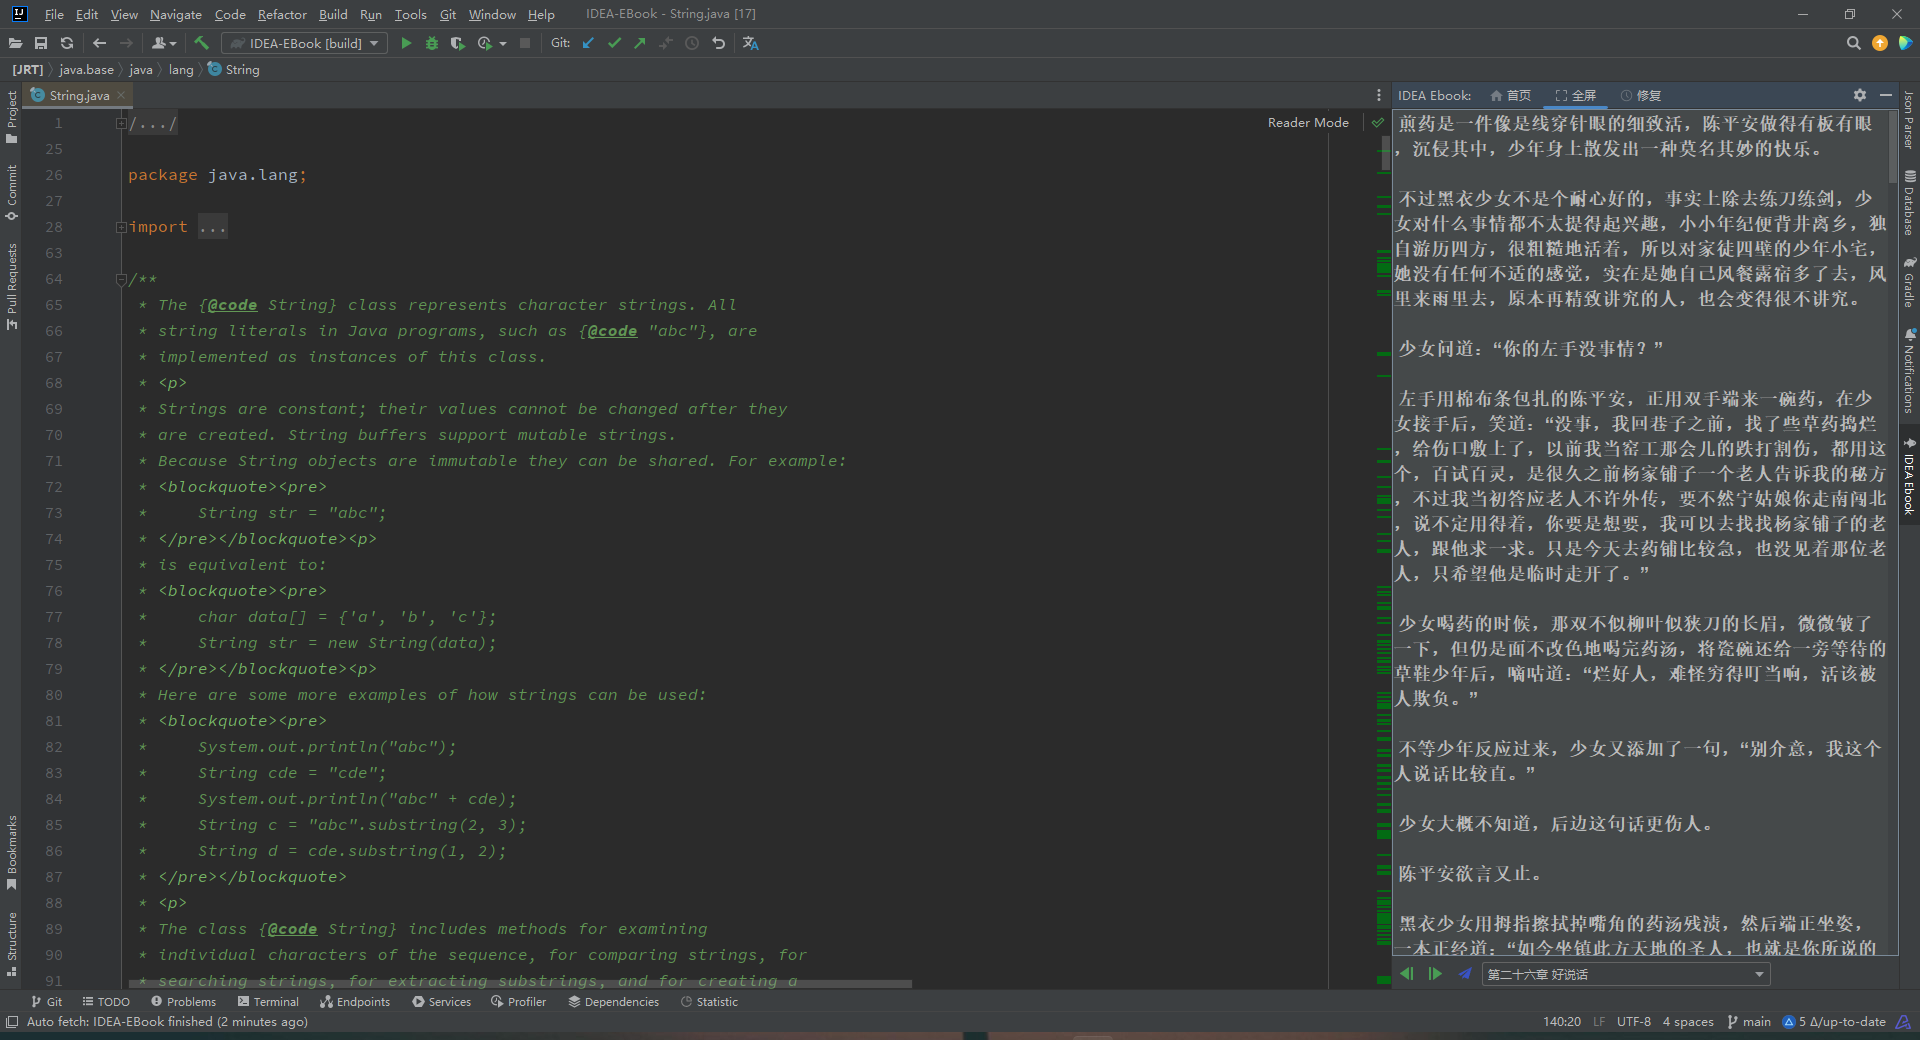 File Edit View Navigate Code Refactor Build Run Tools Git Window Help IDEA-EBook - String.java [17]
IDEA-EBook [build] Git:
[JRT] java.base java lang String
String.java
IDEA Ebook: 首页 全屏 修复
Project
Commit
Pull Requests
Bookmarks
Structure
Reader Mode
1 /.../
25
26 package java.lang;
27
28 import ...
63
64 /**
65 * The {@code String} class represents character strings. All
66 * string literals in Java programs, such as {@code "abc"}, are
67 * implemented as instances of this class.
68 * <p>
69 * Strings are constant; their values cannot be changed after they
70 * are created. String buffers support mutable strings.
71 * Because String objects are immutable they can be shared. For example:
72 * <blockquote><pre>
73 *     String str = "abc";
74 * </pre></blockquote><p>
75 * is equivalent to:
76 * <blockquote><pre>
77 *     char data[] = {'a', 'b', 'c'};
78 *     String str = new String(data);
79 * </pre></blockquote><p>
80 * Here are some more examples of how strings can be used:
81 * <blockquote><pre>
82 *     System.out.println("abc");
83 *     String cde = "cde";
84 *     System.out.println("abc" + cde);
85 *     String c = "abc".substring(2, 3);
86 *     String d = cde.substring(1, 2);
87 * </pre></blockquote>
88 * <p>
89 * The class {@code String} includes methods for examining
90 * individual characters of the sequence, for comparing strings, for
91 * searching strings, for extracting substrings, and for creating a
煎药是一件像是线穿针眼的细致活，陈平安做得有板有眼
，沉侵其中，少年身上散发出一种莫名其妙的快乐。
不过黑衣少女不是个耐心好的，事实上除去练刀练剑，少
女对什么事情都不太提得起兴趣，小小年纪便背井离乡，独
自游历四方，很粗糙地活着，所以对家徒四壁的少年小宅，
她没有任何不适的感觉，实在是她自己风餐露宿多了去，风
里来雨里去，原本再精致讲究的人，也会变得很不讲究。
少女问道：“你的左手没事情？”
左手用棉布条包扎的陈平安，正用双手端来一碗药，在少
女接手后，笑道：“没事，我回巷子之前，找了些草药捣烂
，给伤口敷上了，以前我当窑工那会儿的跌打割伤，都用这
个，百试百灵，是很久之前杨家铺子一个老人告诉我的秘方
，不过我当初答应老人不许外传，要不然宁姑娘你走南闯北
，说不定用得着，你要是想要，我可以去找找杨家铺子的老
人，跟他求一求。只是今天去药铺比较急，也没见着那位老
人，只希望他是临时走开了。”
少女喝药的时候，那双不似柳叶似狭刀的长眉，微微皱了
一下，但仍是面不改色地喝完药汤，将瓷碗还给一旁等待的
草鞋少年后，嘀咕道：“烂好人，难怪穷得叮当响，活该被
人欺负。”
不等少年反应过来，少女又添加了一句，“别介意，我这个
人说话比较直。”
少女大概不知道，后边这句话更伤人。
陈平安欲言又止。
黑衣少女用拇指擦拭掉嘴角的药汤残渍，然后端正坐姿，
一本正经道：“如今坐镇此方天地的圣人，也就是你所说的
第二十六章 好说话
Json Parser
Database
Gradle
Notifications
IDEA Ebook
Git TODO Problems Terminal Endpoints Services Profiler Dependencies Statistic
Auto fetch: IDEA-EBook finished (2 minutes ago) 140:20 LF UTF-8 4 spaces main 5 Δ/up-to-date